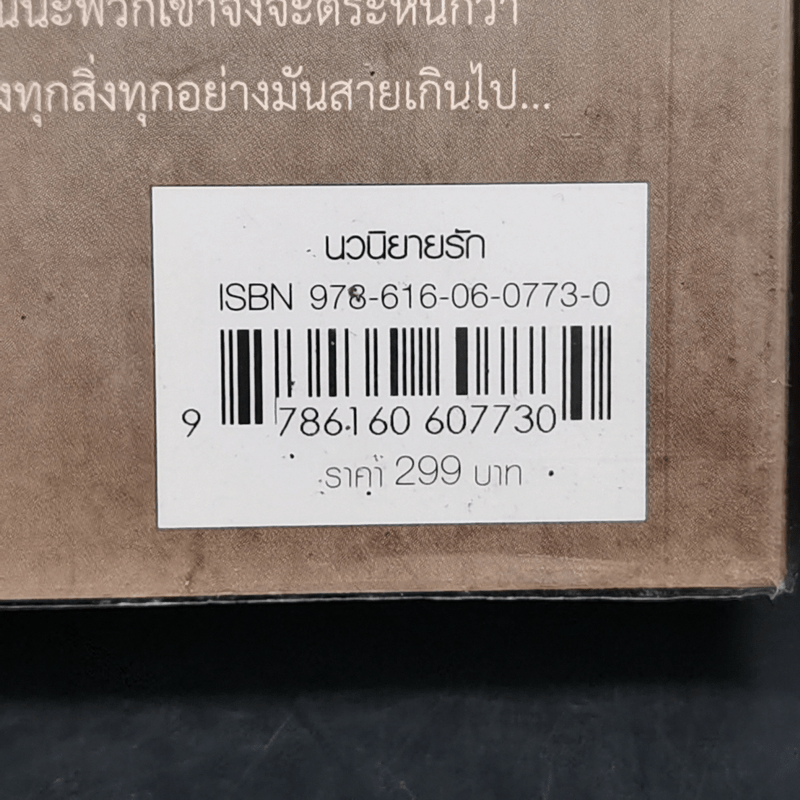 นั้นน่ะพวกเขาจึงจะตระหนักว่า
งทุกสิ่งทุกอย่างมันสายเกินไป...
นวนิยายรัก
ISBN 978-616-06-0773-0
9 786160 607730
ราคา 299 บาท